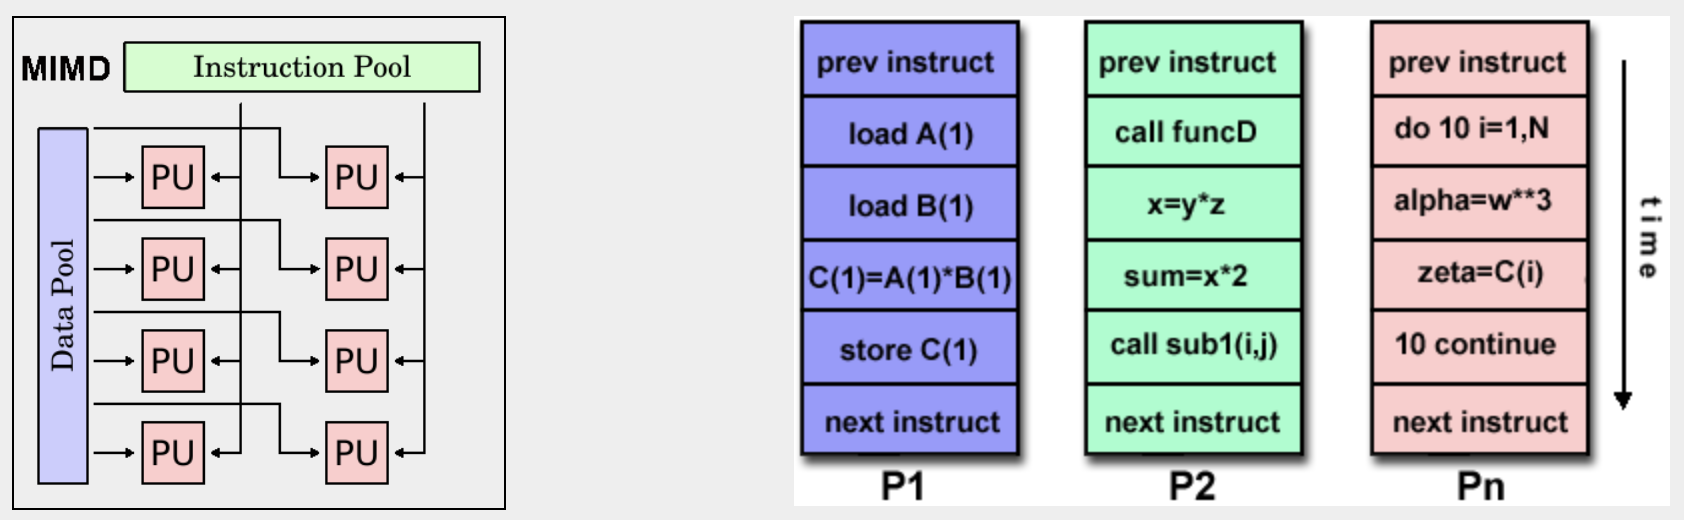 MIMD
Instruction Pool
Data Pool
PU PU
PU PU
PU PU
PU PU
prev instruct
load A(1)
load B(1)
C(1)=A(1)*B(1)
store C(1)
next instruct
P1
prev instruct
call funcD
x=y*z
sum=x*2
call sub1(i,j)
next instruct
P2
prev instruct
do 10 i=1,N
alpha=w**3
zeta=C(i)
10 continue
next instruct
Pn
time